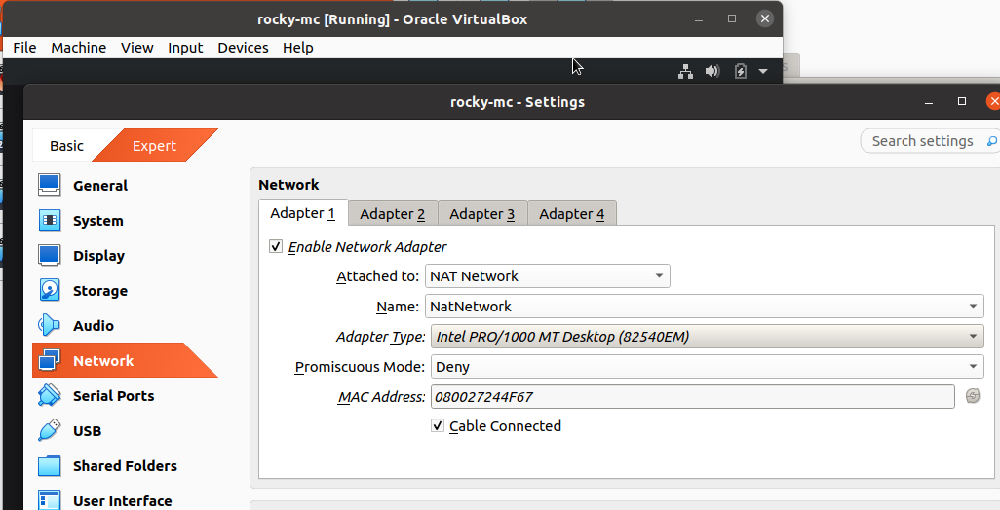 rocky-mc [Running] - Oracle VirtualBox
File Machine View Input Devices Help
rocky-mc - Settings
Basic Expert
Search settings
General
System
Display
Storage
Audio
Network
Serial Ports
USB
Shared Folders
User Interface
Network
Adapter 1 Adapter 2 Adapter 3 Adapter 4
Enable Network Adapter
Attached to: NAT Network
Name: NatNetwork
Adapter Type: Intel PRO/1000 MT Desktop (82540EM)
Promiscuous Mode: Deny
MAC Address: 080027244F67
Cable Connected